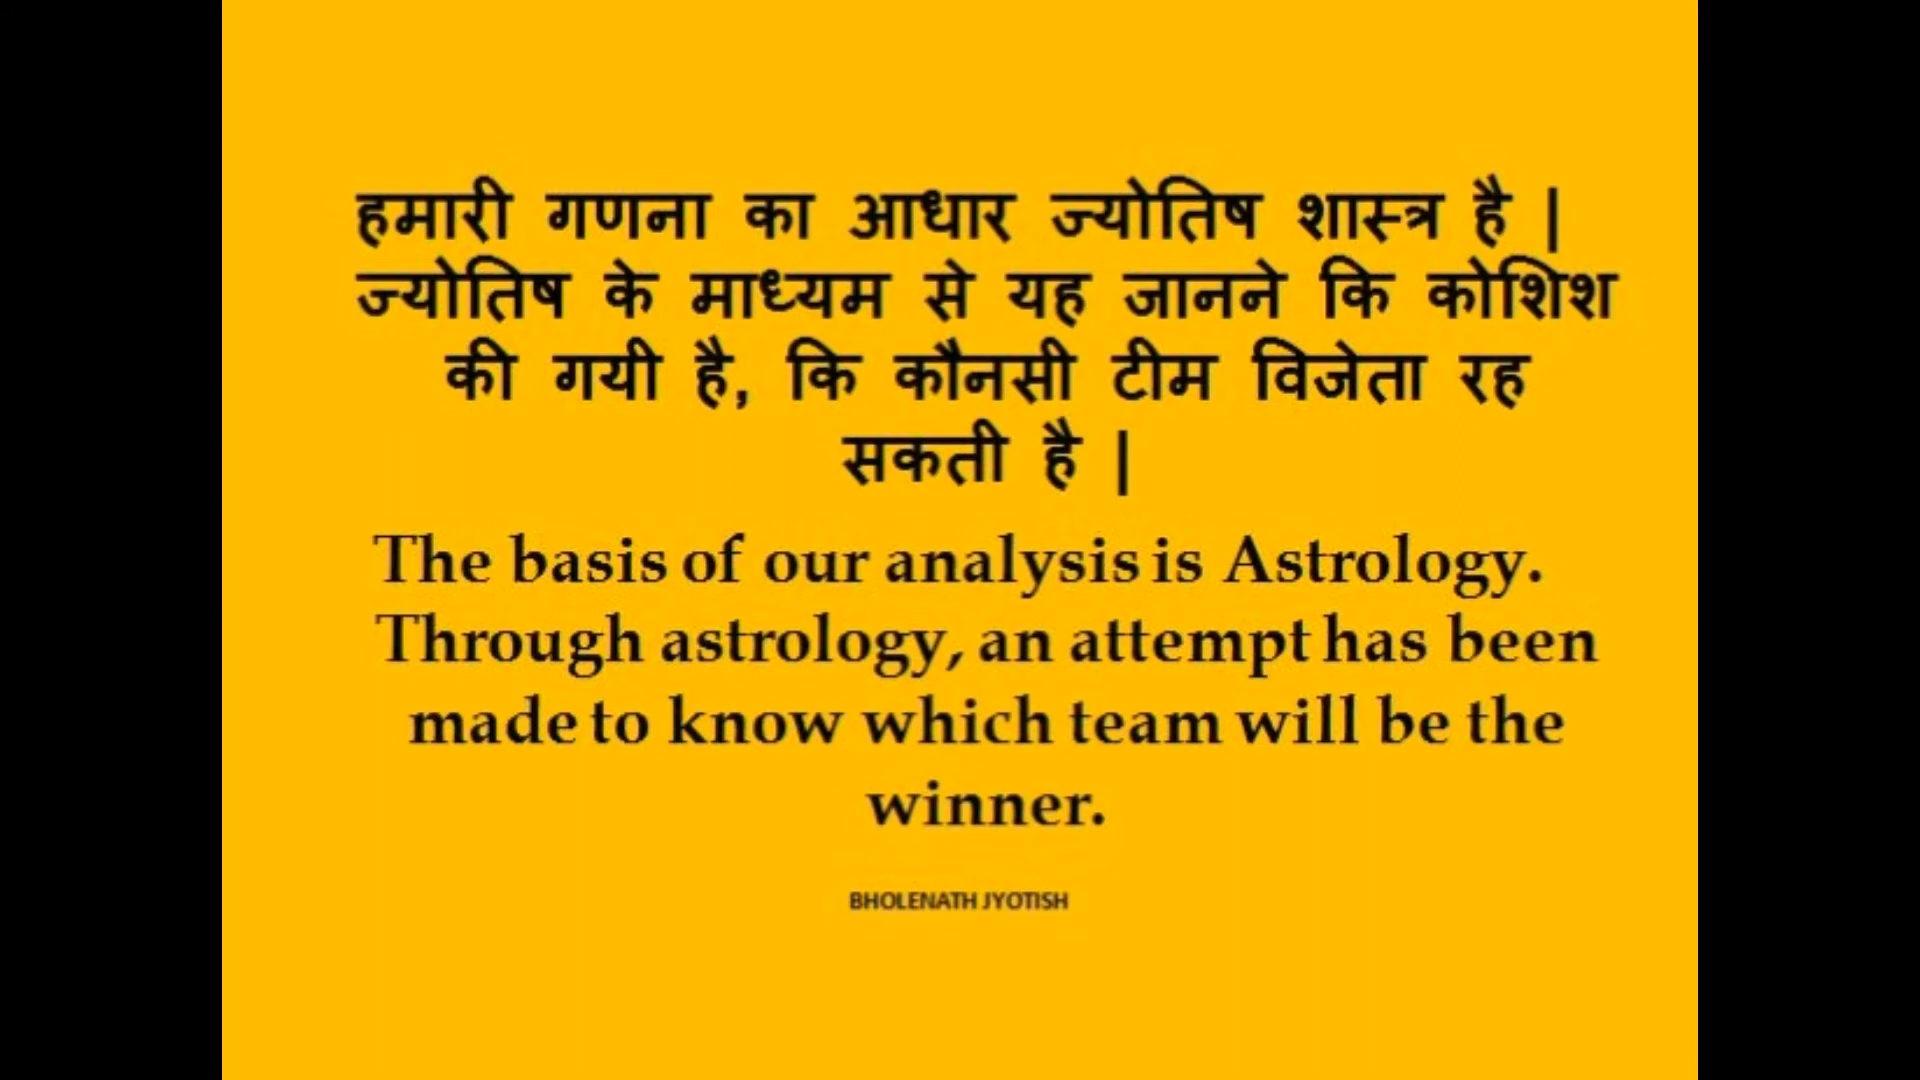 हमारी गणना का आधार ज्योतिष शास्त्र है |
ज्योतिष के माध्यम से यह जानने कि कोशिश
की गयी है, कि कौनसी टीम विजेता रह
सकती है |
The basis of our analysis is Astrology.
Through astrology, an attempt has been
made to know which team will be the
winner.
BHOLENATH JYOTISH